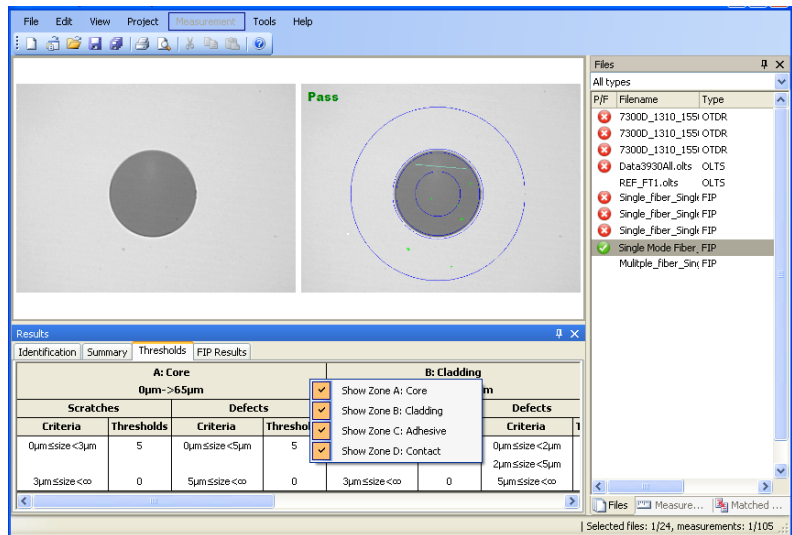 File Edit View Project Measurement Tools Help
Pass
Files
All types
P/F Filename Type
7300D_1310_155 OTDR
7300D_1310_155 OTDR
7300D_1310_155 OTDR
Data3930All.olts OLTS
REF_FT1.olts OLTS
Single_fiber_Singl FIP
Single_fiber_Singl FIP
Single_fiber_Singl FIP
Single Mode Fiber_ FIP
Mulitple_fiber_Sin FIP
Files Measure... Matched ...
Results
Identification Summary Thresholds FIP Results
A: Core B: Cladding
0µm->65µm m
Scratches Defects Defects
Criteria Thresholds Criteria Threshol Criteria
0µm≤size<3µm 5 0µm≤size<5µm 5 0µm≤size<2µm
2µm≤size<5µm
3µm≤size<∞ 0 5µm≤size<∞ 0 3µm≤size<∞ 0 5µm≤size<∞
Show Zone A: Core
Show Zone B: Cladding
Show Zone C: Adhesive
Show Zone D: Contact
Selected files: 1/24, measurements: 1/105